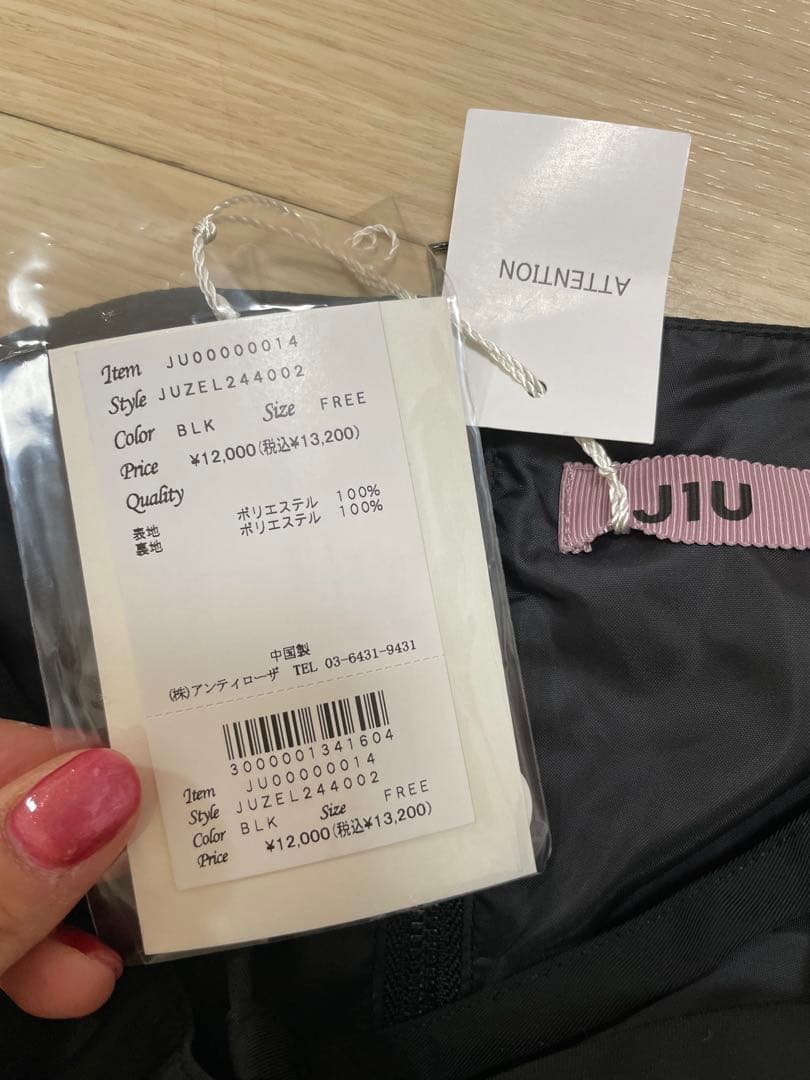 ATTENTION
J1U
Item JU00000014
Style JUZEL244002
Color BLK Size FREE
Price ¥12,000(税込¥13,200)
Quality
表地 ポリエステル 100%
裏地 ポリエステル 100%
中国製
(株)アンティローザ TEL 03-6431-9431
3000001341604
Item JU00000014
Style JUZEL244002
Color BLK Size FREE
Price ¥12,000(税込¥13,200)